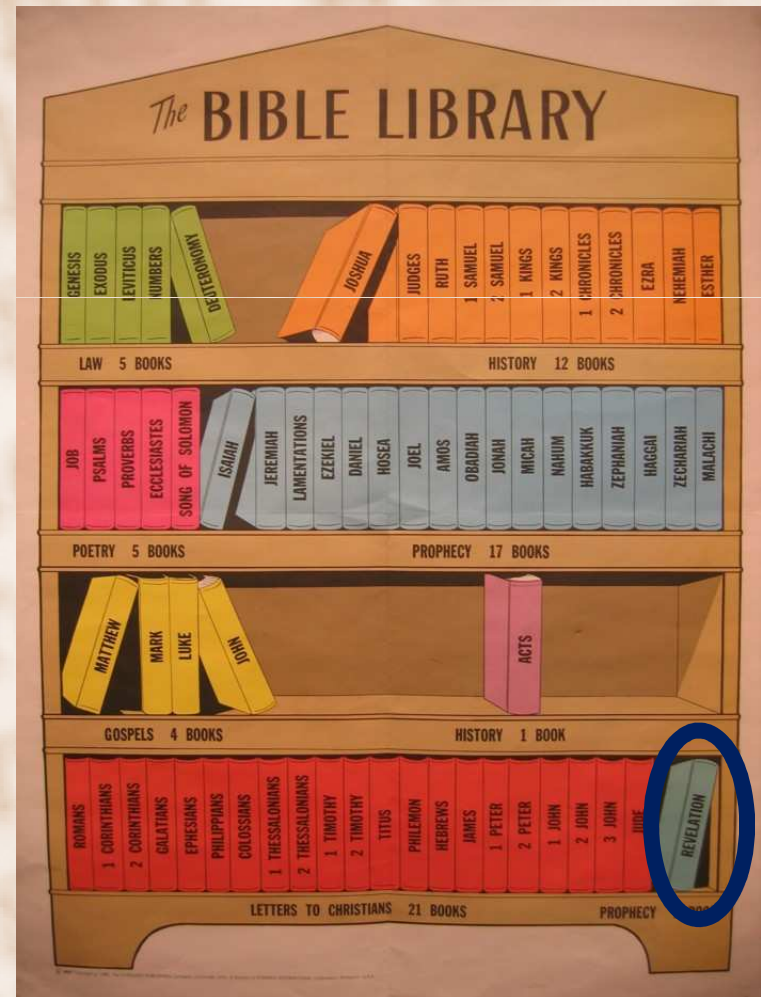 The BIBLE LIBRARY
GENESIS
EXODUS
LEVITICUS
NUMBERS
DEUTERONOMY
JOSHUA
JUDGES
RUTH
1 SAMUEL
2 SAMUEL
1 KINGS
2 KINGS
1 CHRONICLES
2 CHRONICLES
EZRA
NEHEMIAH
ESTHER
LAW 5 BOOKS
HISTORY 12 BOOKS
JOB
PSALMS
PROVERBS
ECCLESIASTES
SONG OF SOLOMON
ISAIAH
JEREMIAH
LAMENTATIONS
EZEKIEL
DANIEL
HOSEA
JOEL
AMOS
OBADIAH
JONAH
MICAH
NAHUM
HABAKKUK
ZEPHANIAH
HAGGAI
ZECHARIAH
MALACHI
POETRY 5 BOOKS
PROPHECY 17 BOOKS
MATTHEW
MARK
LUKE
JOHN
ACTS
GOSPELS 4 BOOKS
HISTORY 1 BOOK
ROMANS
1 CORINTHIANS
2 CORINTHIANS
GALATIANS
EPHESIANS
PHILIPPIANS
COLOSSIANS
1 THESSALONIANS
2 THESSALONIANS
1 TIMOTHY
2 TIMOTHY
TITUS
PHILEMON
HEBREWS
JAMES
1 PETER
2 PETER
1 JOHN
2 JOHN
3 JOHN
JUDE
REVELATION
LETTERS TO CHRISTIANS 21 BOOKS
PROPHECY